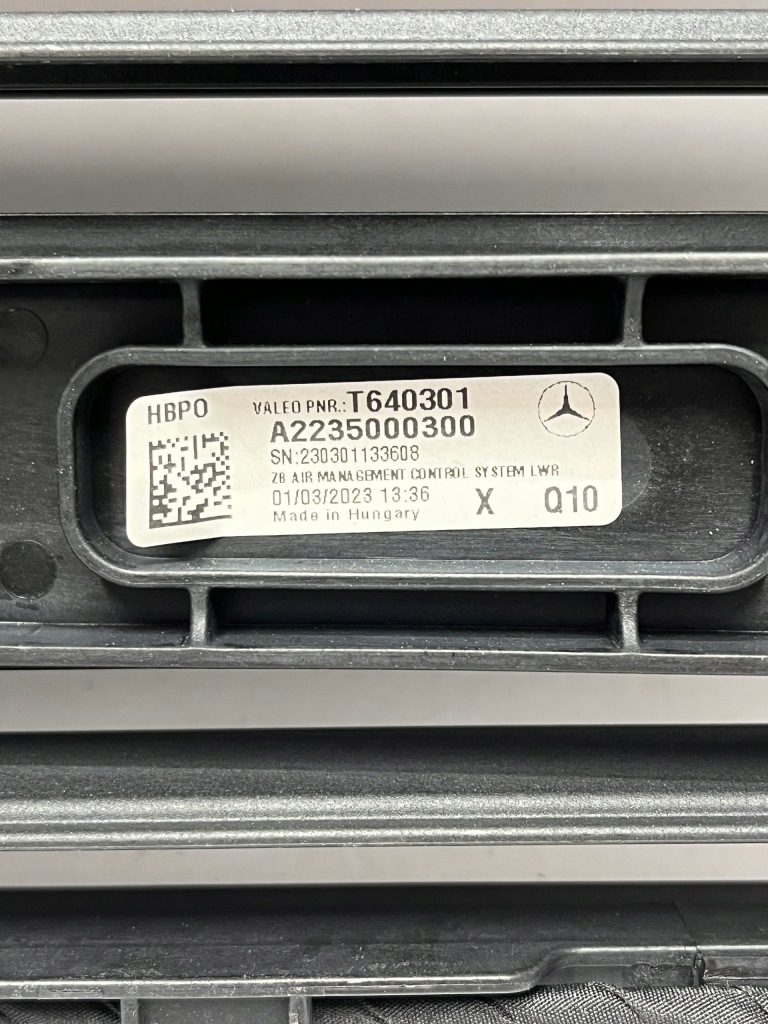 HBPO
VALEO PNR.:T640301
A2235000300
SN:230301133608
ZB AIR MANAGEMENT CONTROL SYSTEM LWR
01/03/2023 13:36 X Q10
Made in Hungary